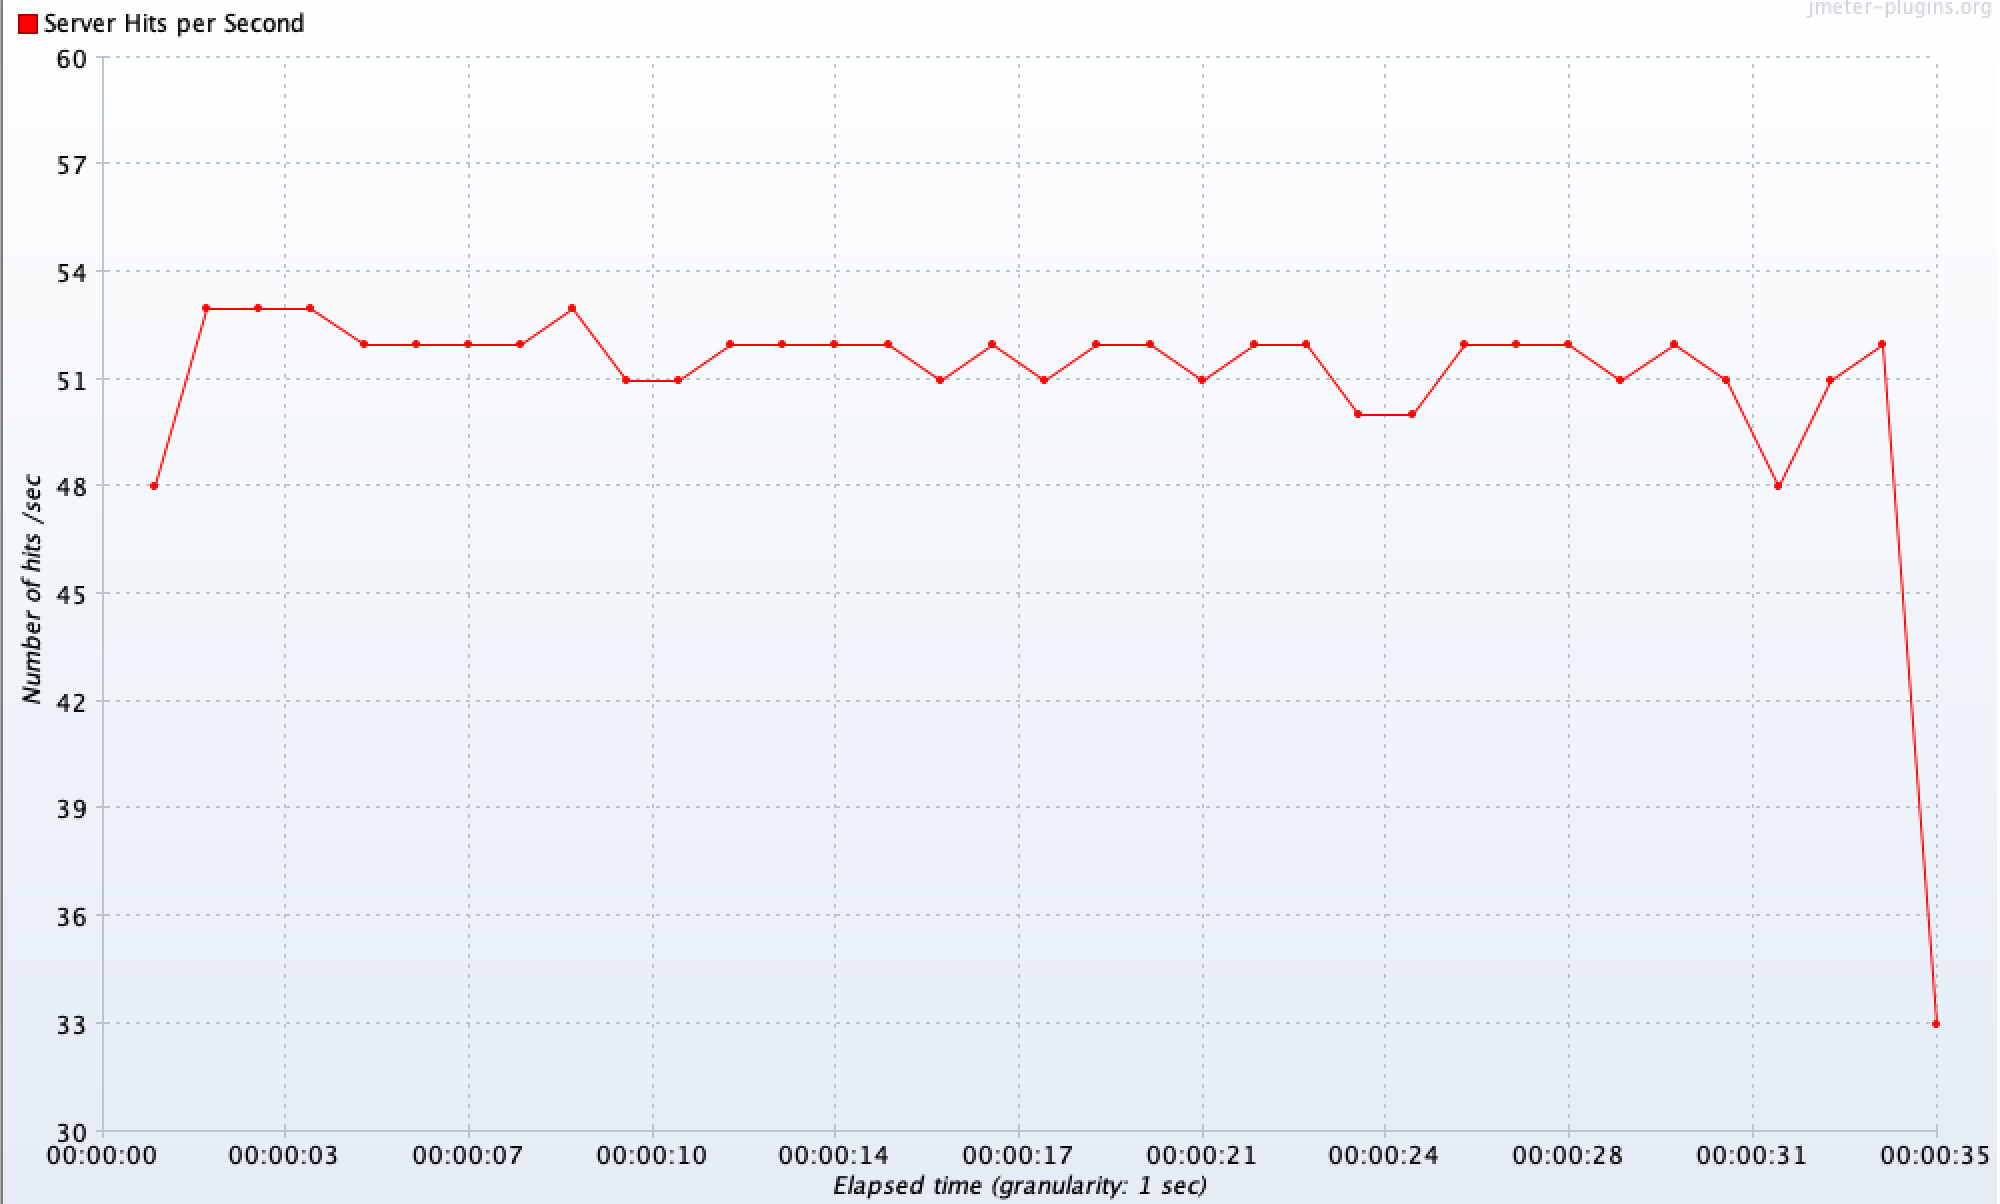 jmeter-plugins.org
Server Hits per Second
60
57
54
51
48
45
42
39
36
33
30
Number of hits /sec
00:00:00 00:00:03 00:00:07 00:00:10 00:00:14 00:00:17 00:00:21 00:00:24 00:00:28 00:00:31 00:00:35
Elapsed time (granularity: 1 sec)